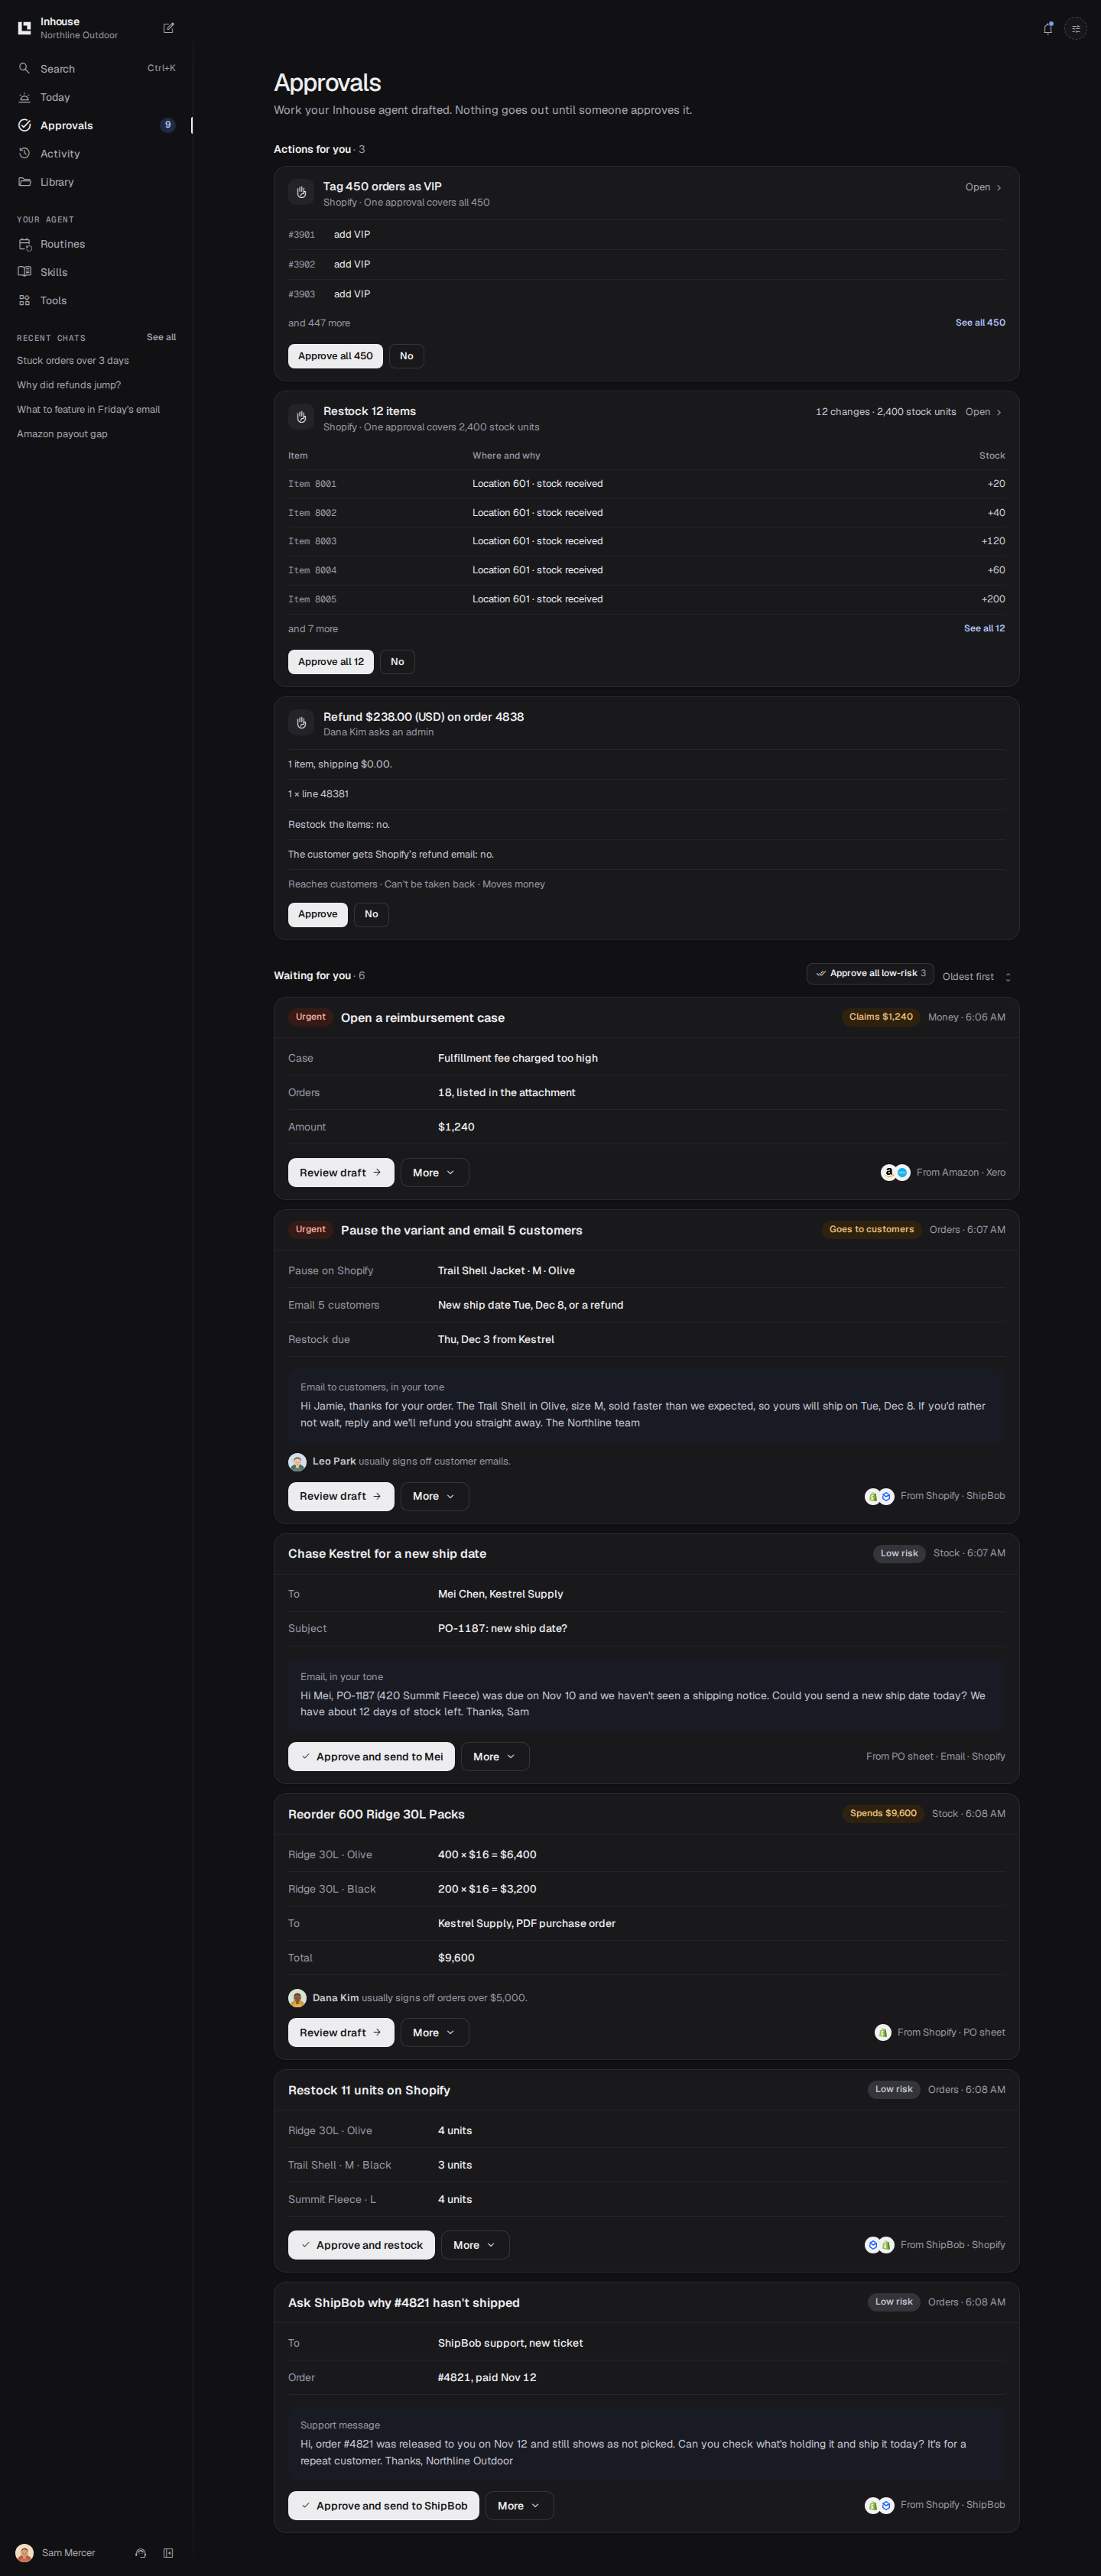 Inhouse
Northline Outdoor
Search Ctrl+K
Today
Approvals 9
Activity
Library
YOUR AGENT
Routines
Skills
Tools
RECENT CHATS See all
Stuck orders over 3 days
Why did refunds jump?
What to feature in Friday's email
Amazon payout gap
Approvals
Work your Inhouse agent drafted. Nothing goes out until someone approves it.
Actions for you · 3
Tag 450 orders as VIP Open
Shopify · One approval covers all 450
#3901 add VIP
#3902 add VIP
#3903 add VIP
and 447 more See all 450
Approve all 450 No
Restock 12 items 12 changes · 2,400 stock units Open
Shopify · One approval covers 2,400 stock units
Item Where and why Stock
Item 8001 Location 601 · stock received +20
Item 8002 Location 601 · stock received +40
Item 8003 Location 601 · stock received +120
Item 8004 Location 601 · stock received +60
Item 8005 Location 601 · stock received +200
and 7 more See all 12
Approve all 12 No
Refund $238.00 (USD) on order 4838
Dana Kim asks an admin
1 item, shipping $0.00.
1 × line 48381
Restock the items: no.
The customer gets Shopify's refund email: no.
Reaches customers · Can't be taken back · Moves money
Approve No
Waiting for you · 6 Approve all low-risk 3 Oldest first
Urgent Open a reimbursement case Claims $1,240 Money · 6:06 AM
Case Fulfillment fee charged too high
Orders 18, listed in the attachment
Amount $1,240
Review draft More From Amazon · Xero
Urgent Pause the variant and email 5 customers Goes to customers Orders · 6:07 AM
Pause on Shopify Trail Shell Jacket · M · Olive
Email 5 customers New ship date Tue, Dec 8, or a refund
Restock due Thu, Dec 3 from Kestrel
Email to customers, in your tone
Hi Jamie, thanks for your order. The Trail Shell in Olive, size M, sold faster than we expected, so yours will ship on Tue, Dec 8. If you'd rather
not wait, reply and we'll refund you straight away. The Northline team
Leo Park usually signs off customer emails.
Review draft More From Shopify · ShipBob
Chase Kestrel for a new ship date Low risk Stock · 6:07 AM
To Mei Chen, Kestrel Supply
Subject PO-1187: new ship date?
Email, in your tone
Hi Mei, PO-1187 (420 Summit Fleece) was due on Nov 10 and we haven't seen a shipping notice. Could you send a new ship date today? We
have about 12 days of stock left. Thanks, Sam
Approve and send to Mei More From PO sheet · Email · Shopify
Reorder 600 Ridge 30L Packs Spends $9,600 Stock · 6:08 AM
Ridge 30L · Olive 400 × $16 = $6,400
Ridge 30L · Black 200 × $16 = $3,200
To Kestrel Supply, PDF purchase order
Total $9,600
Dana Kim usually signs off orders over $5,000.
Review draft More From Shopify · PO sheet
Restock 11 units on Shopify Low risk Orders · 6:08 AM
Ridge 30L · Olive 4 units
Trail Shell · M · Black 3 units
Summit Fleece · L 4 units
Approve and restock More From ShipBob · Shopify
Ask ShipBob why #4821 hasn't shipped Low risk Orders · 6:08 AM
To ShipBob support, new ticket
Order #4821, paid Nov 12
Support message
Hi, order #4821 was released to you on Nov 12 and still shows as not picked. Can you check what's holding it and ship it today? It's for a
repeat customer. Thanks, Northline Outdoor
Approve and send to ShipBob More From Shopify · ShipBob
Sam Mercer